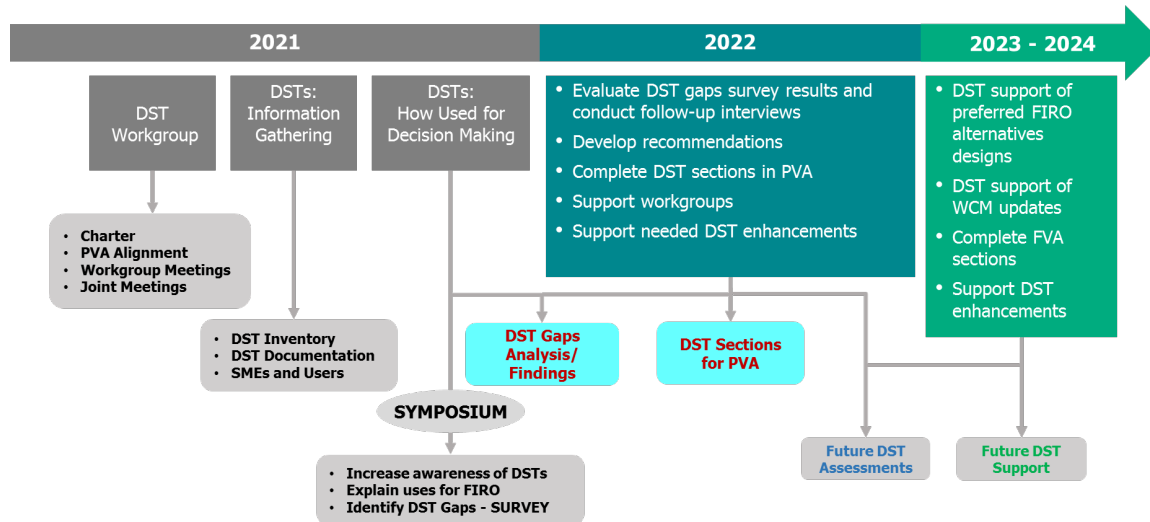 2021
2022
2023 - 2024
DST
Workgroup
DSTs:
Information
Gathering
DSTs:
How Used for
Decision Making
• Evaluate DST gaps survey results and
conduct follow-up interviews
• Develop recommendations
• Complete DST sections in PVA
• Support workgroups
• Support needed DST enhancements
• DST support of
preferred FIRO
alternatives
designs
• DST support of
WCM updates
• Complete FVA
sections
• Support DST
enhancements
• Charter
• PVA Alignment
• Workgroup Meetings
• Joint Meetings
• DST Inventory
• DST Documentation
• SMEs and Users
DST Gaps
Analysis/
Findings
DST Sections
for PVA
SYMPOSIUM
• Increase awareness of DSTs
• Explain uses for FIRO
• Identify DST Gaps - SURVEY
Future DST
Assessments
Future DST
Support